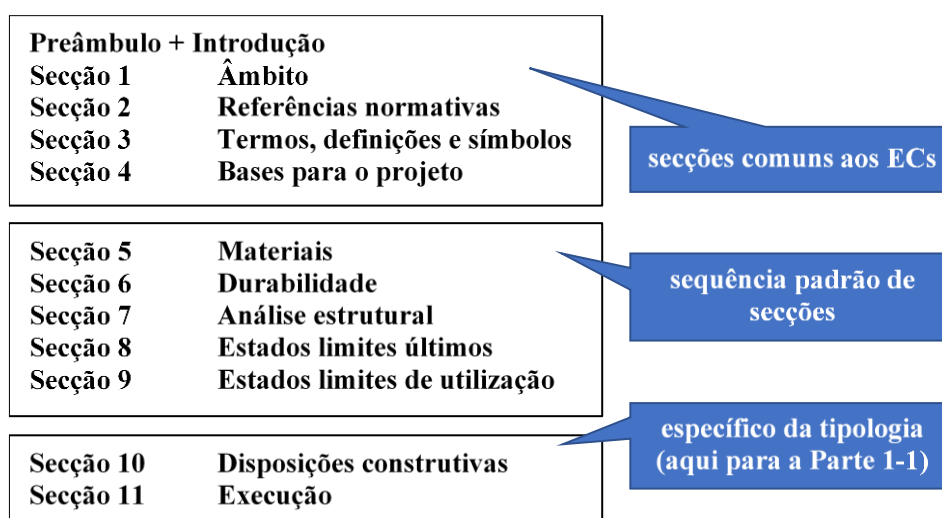 Preâmbulo + Introdução
Secção 1 Âmbito
Secção 2 Referências normativas
Secção 3 Termos, definições e símbolos
Secção 4 Bases para o projeto
secções comuns aos ECs
Secção 5 Materiais
Secção 6 Durabilidade
Secção 7 Análise estrutural
Secção 8 Estados limites últimos
Secção 9 Estados limites de utilização
sequência padrão de
secções
Secção 10 Disposições construtivas
Secção 11 Execução
específico da tipologia
(aqui para a Parte 1-1)